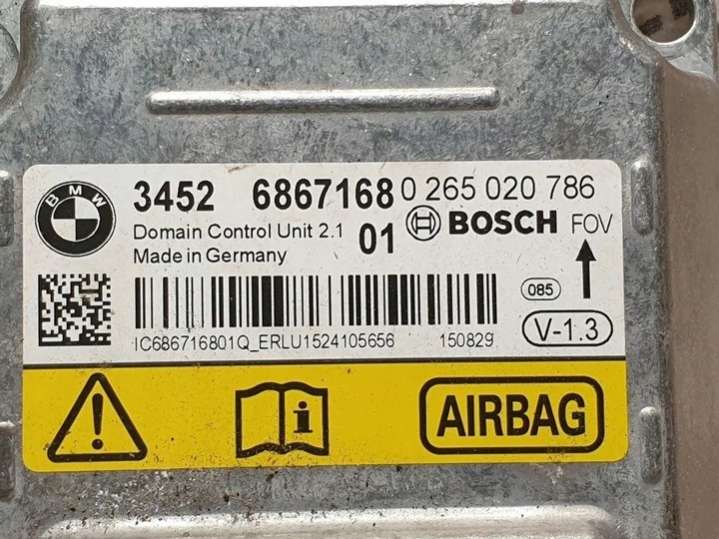 BMW
3452 6867168 0 265 020 786
Domain Control Unit 2.1 01 BOSCH FOV
Made in Germany
085
IC686716801Q_ERLU1524105656 150829 V-1.3
i AIRBAG